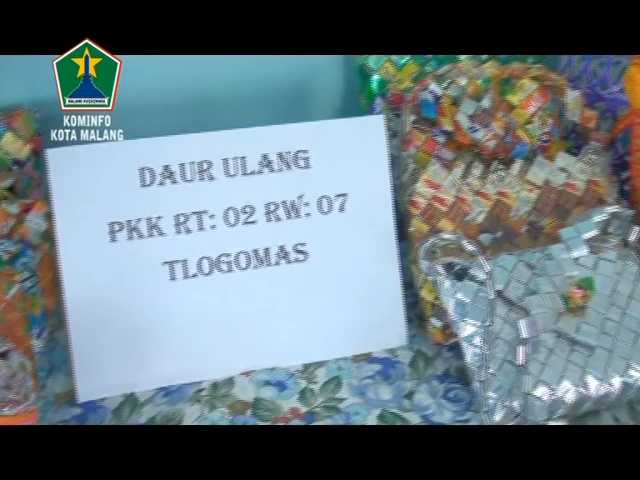 KOMINFO
KOTA MALANG
DAUR ULANG
PKK RT: 02 RW: 07
TLOGOMAS